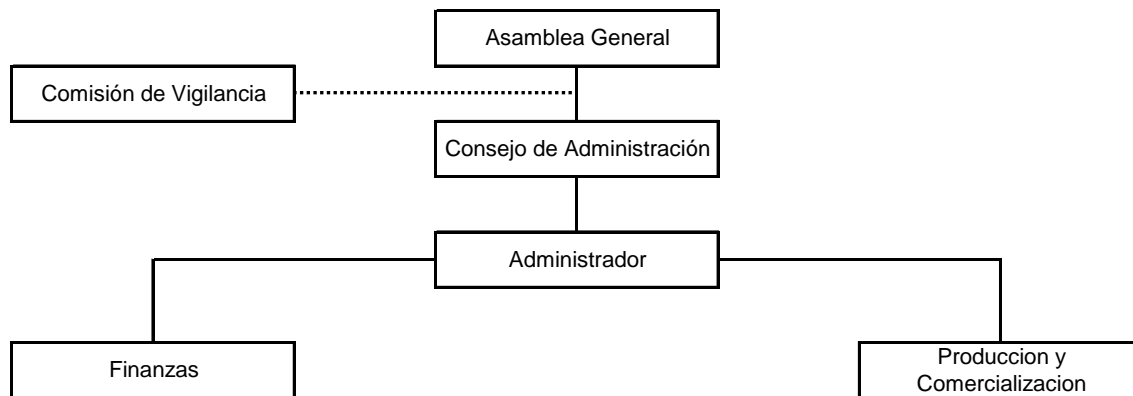 Asamblea General
Comisión de Vigilancia
Consejo de Administración
Administrador
Finanzas
Produccion y
Comercializacion